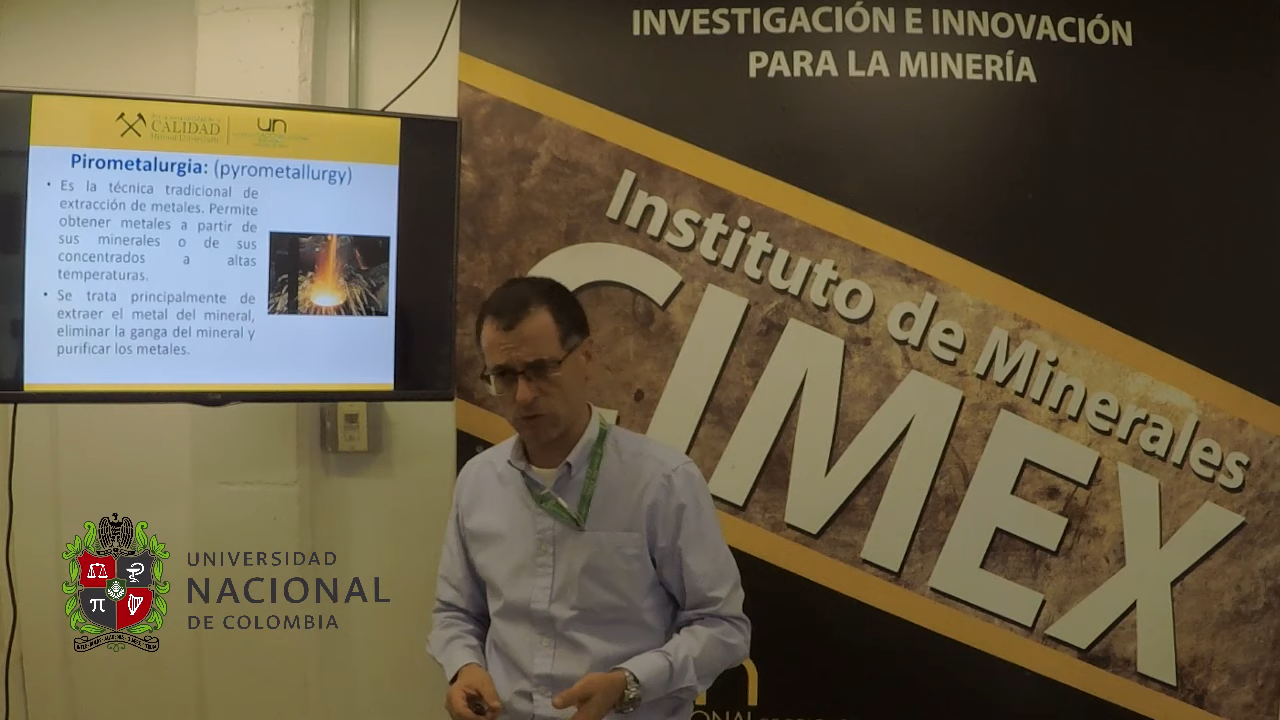 INVESTIGACIÓN E INNOVACIÓN
PARA LA MINERÍA
CALIDAD
un
Pirometalurgia: (pyrometallurgy)
• Es la técnica tradicional de
extracción de metales. Permite
obtener metales a partir de
sus minerales o de sus
concentrados a altas
temperaturas.
• Se trata principalmente de
extraer el metal del mineral,
eliminar la ganga del mineral y
purificar los metales.
Instituto de Minerales
CIMEX
UNIVERSIDAD
NACIONAL
DE COLOMBIA